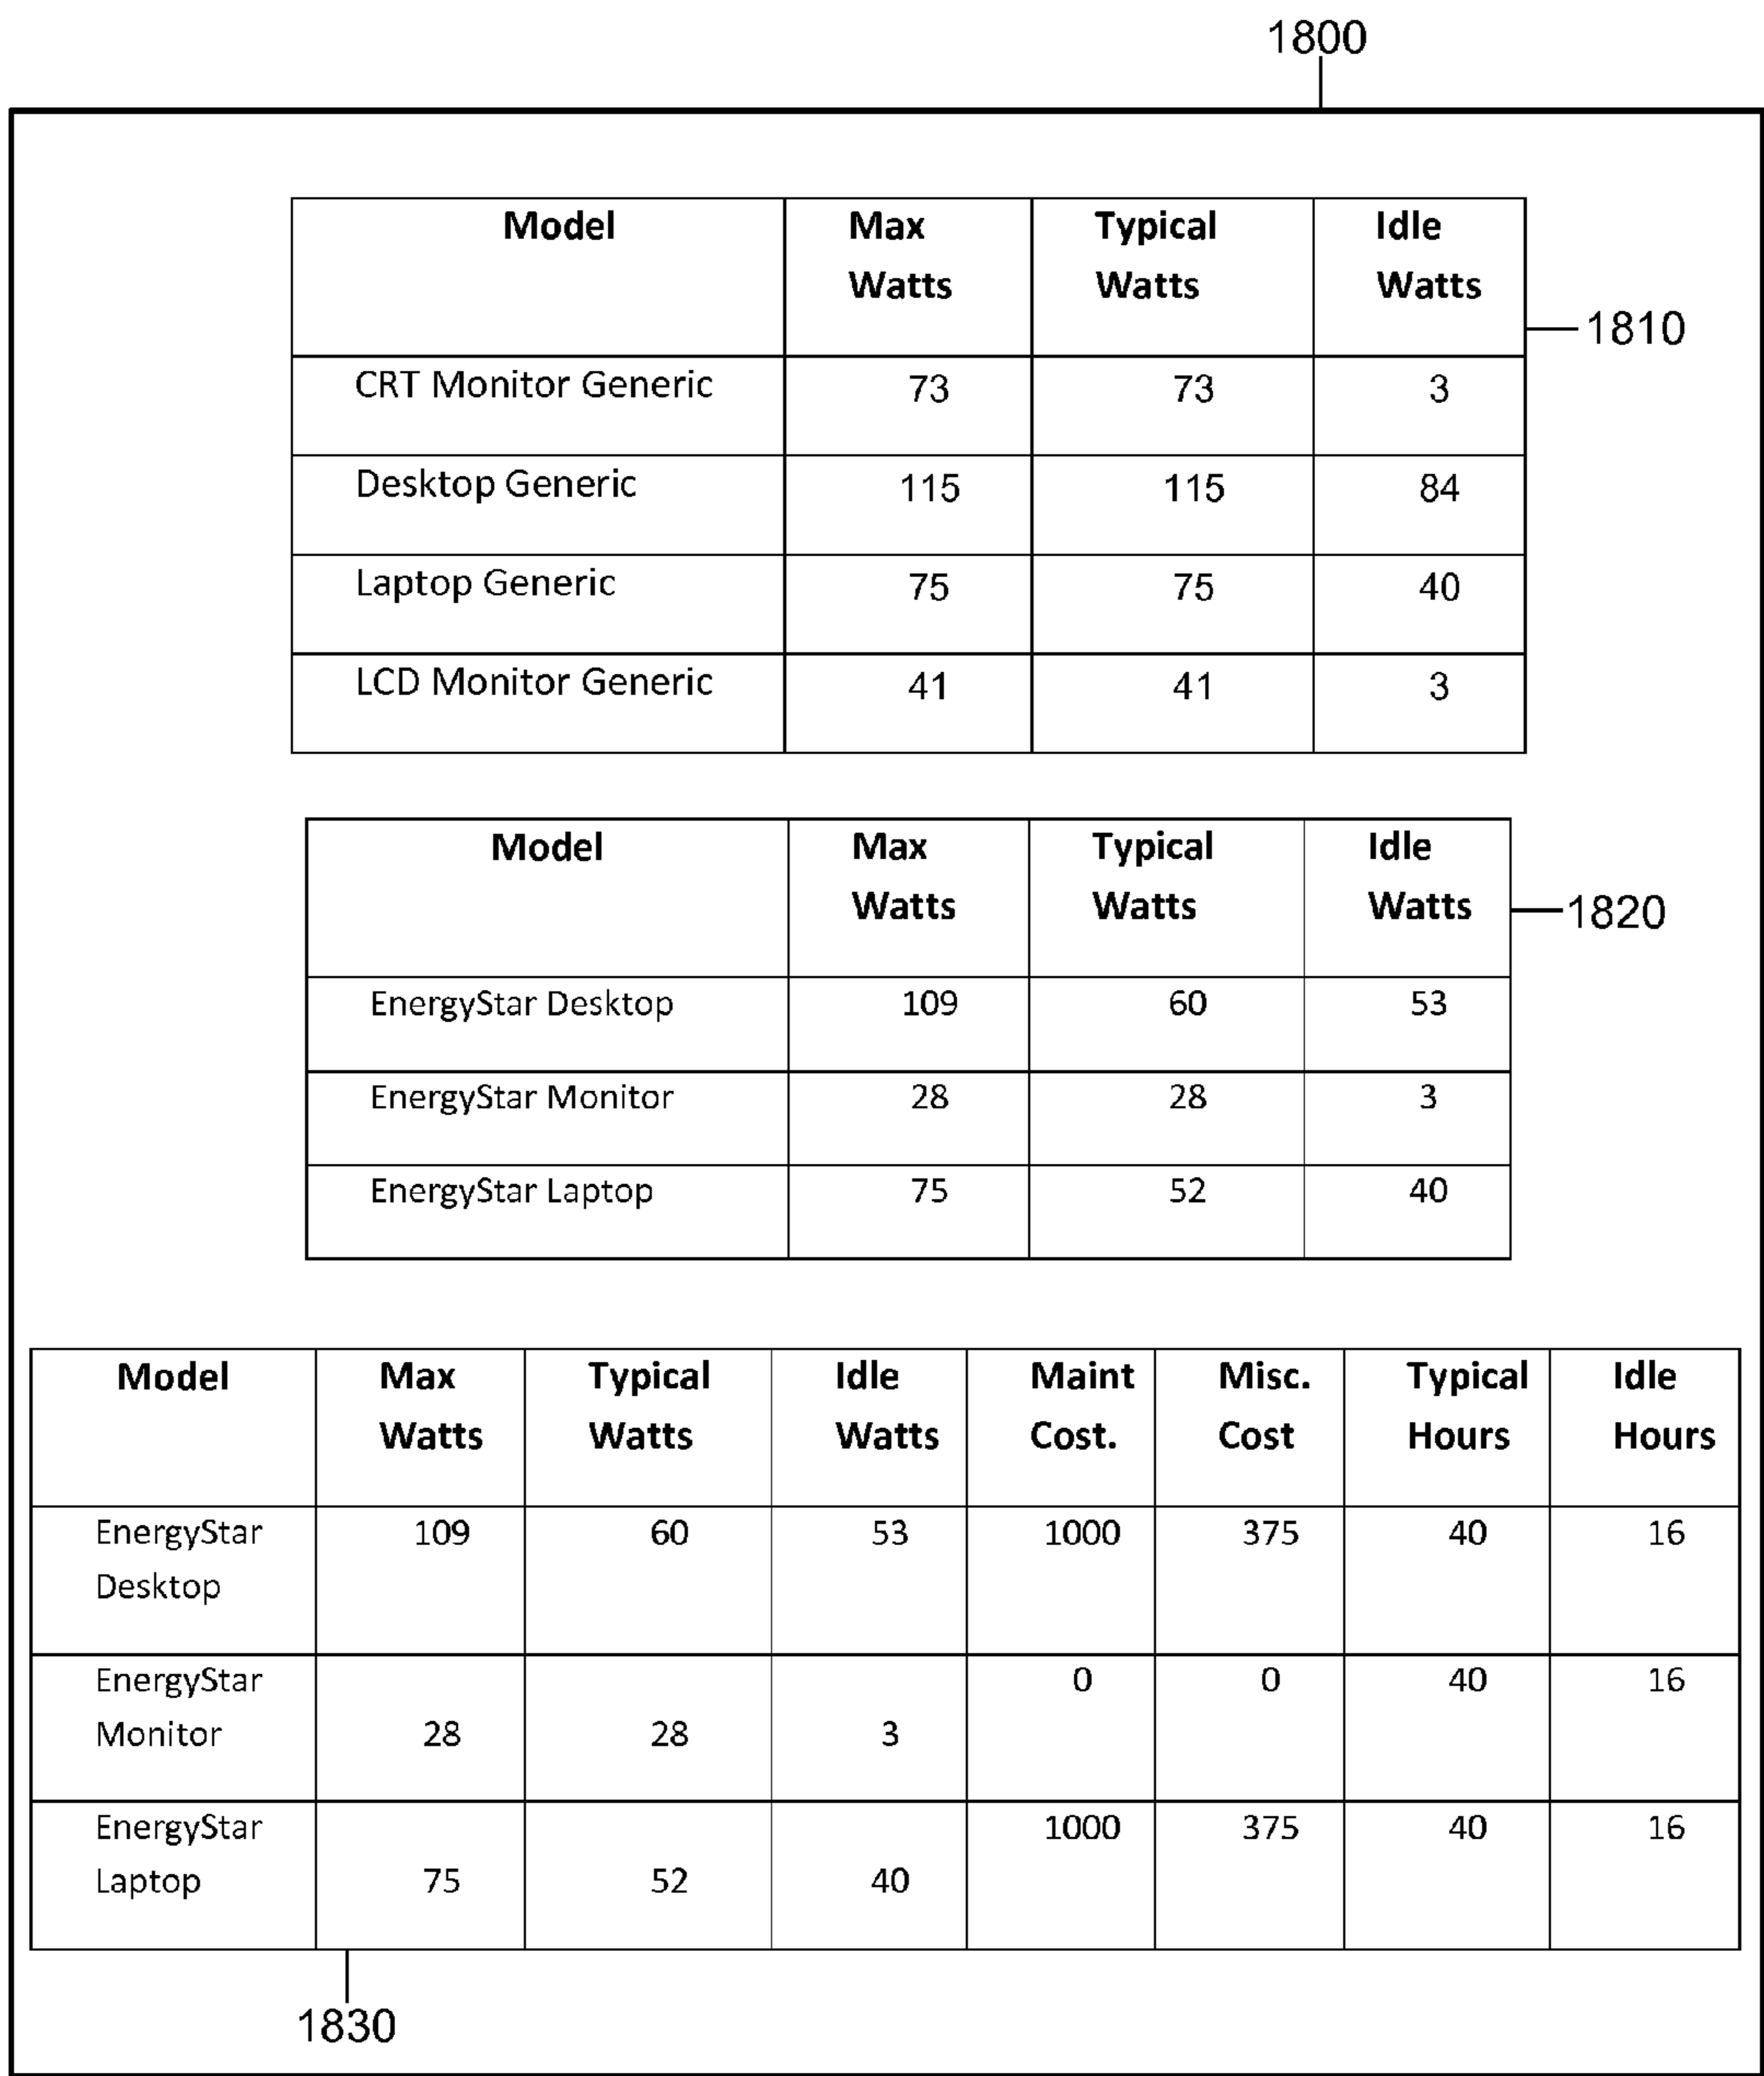 1800
Model Max Watts Typical Watts Idle Watts
1810
CRT Monitor Generic 73 73 3
Desktop Generic 115 115 84
Laptop Generic 75 75 40
LCD Monitor Generic 41 41 3
Model Max Watts Typical Watts Idle Watts
1820
EnergyStar Desktop 109 60 53
EnergyStar Monitor 28 28 3
EnergyStar Laptop 75 52 40
Model Max Typical Idle Maint Misc. Typical Idle
Watts Watts Watts Cost. Cost Hours Hours
EnergyStar 109 60 53 1000 375 40 16
Desktop
EnergyStar 0 0 40 16
Monitor 28 28 3
EnergyStar 1000 375 40 16
Laptop 75 52 40
1830